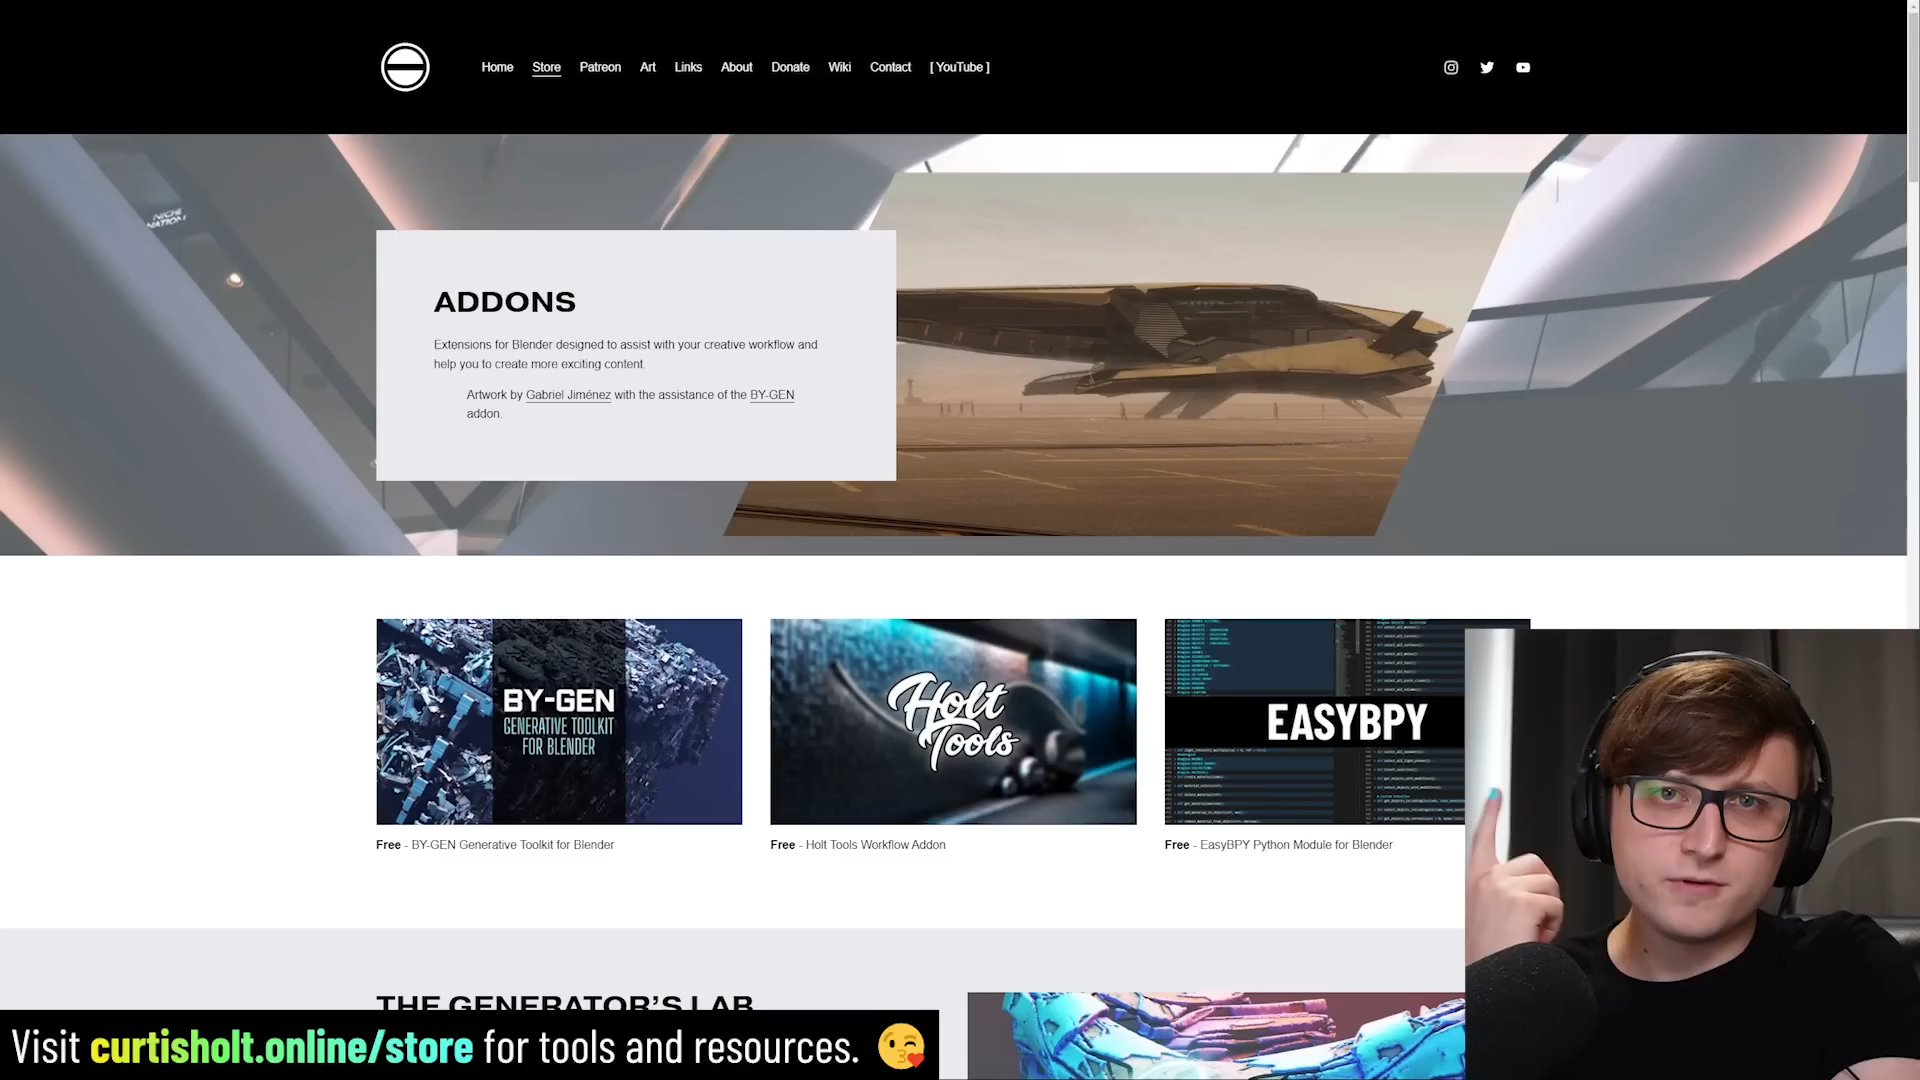 Home Store Patreon Art Links About Donate Wiki Contact [ YouTube ]
NICHE
NATION
ADDONS
Extensions for Blender designed to assist with your creative workflow and
help you to create more exciting content.
Artwork by Gabriel Jiménez with the assistance of the BY-GEN
addon.
BY-GEN
GENERATIVE TOOLKIT
FOR BLENDER
Holt
Tools
EASYBPY
Free - BY-GEN Generative Toolkit for Blender
Free - Holt Tools Workflow Addon
Free - EasyBPY Python Module for Blender
THE GENERATOR'S LAB
Visit curtisholt.online/store for tools and resources. 😘